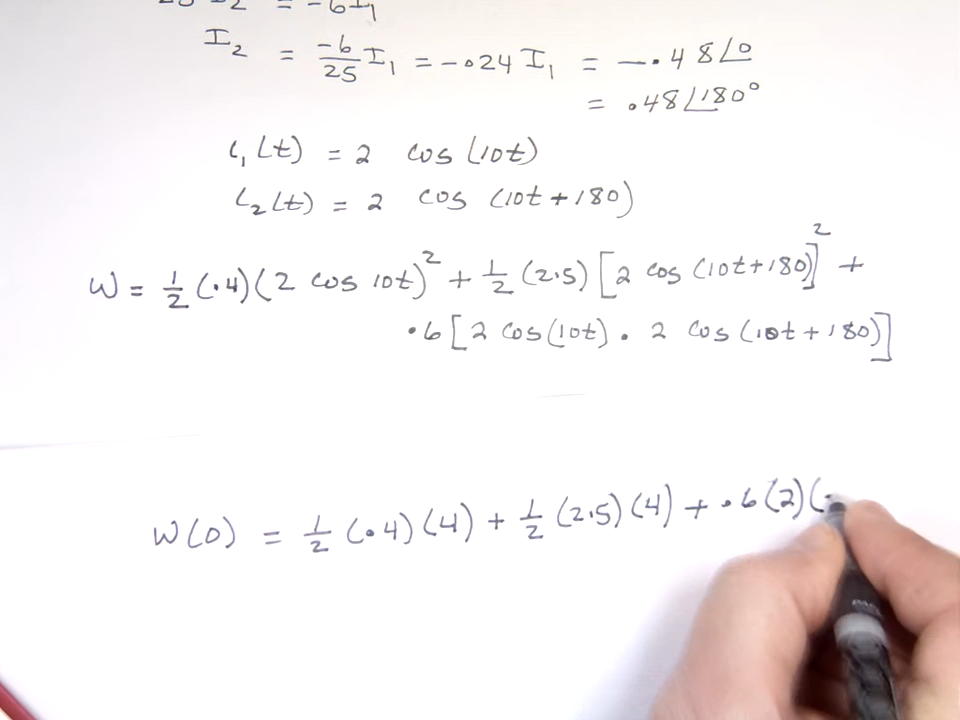 = -6I₁
I₂ = -6/25 I₁ = -.024 I₁ = -.48∠0
= .48∠180°
i₁(t) = 2 cos(10t)
i₂(t) = 2 cos(10t+180)
W = 1/2 (.4)(2 cos 10t)² + 1/2 (2.5)[2 cos(10t+180)]² +
.6[2 cos(10t) · 2 cos(10t+180)]
W(0) = 1/2 (.4)(4) + 1/2 (2.5)(4) + .6(2)(